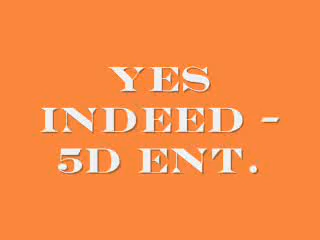 YES
INDEED -
5D ENT.